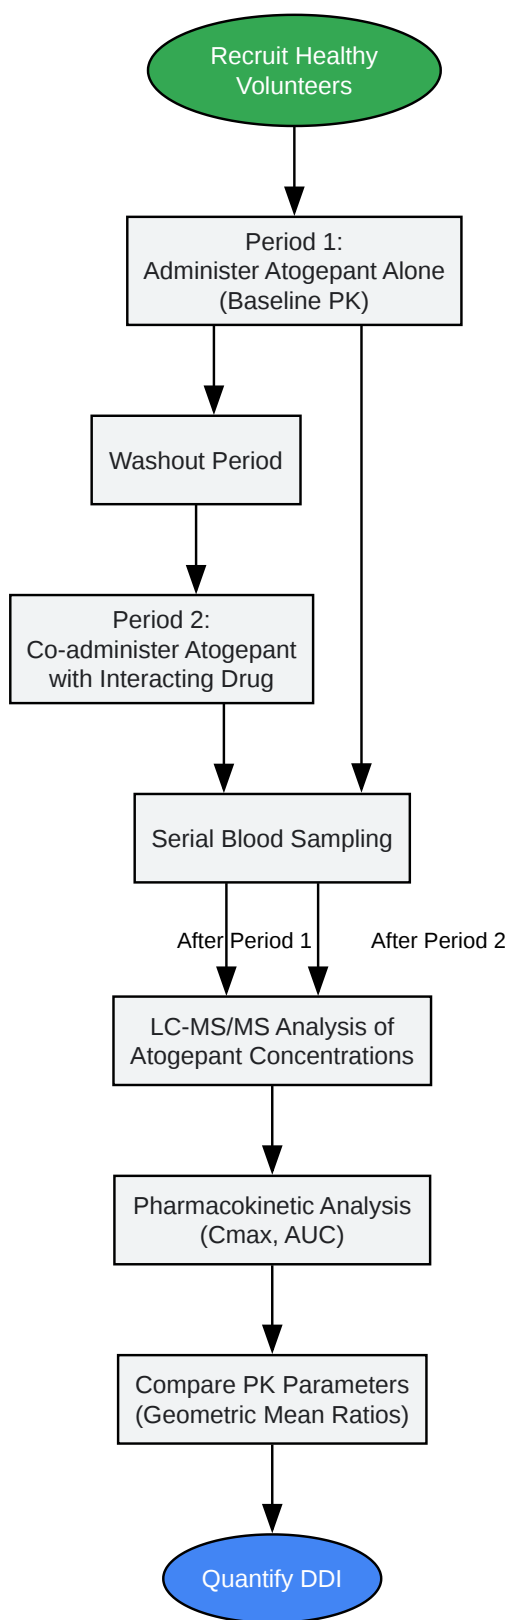 Recruit Healthy
Volunteers
Period 1:
Administer Atogepant Alone
(Baseline PK)
Washout Period
Period 2:
Co-administer Atogepant
with Interacting Drug
Serial Blood Sampling
After Period 1
After Period 2
LC-MS/MS Analysis of
Atogepant Concentrations
Pharmacokinetic Analysis
(Cmax, AUC)
Compare PK Parameters
(Geometric Mean Ratios)
Quantify DDI